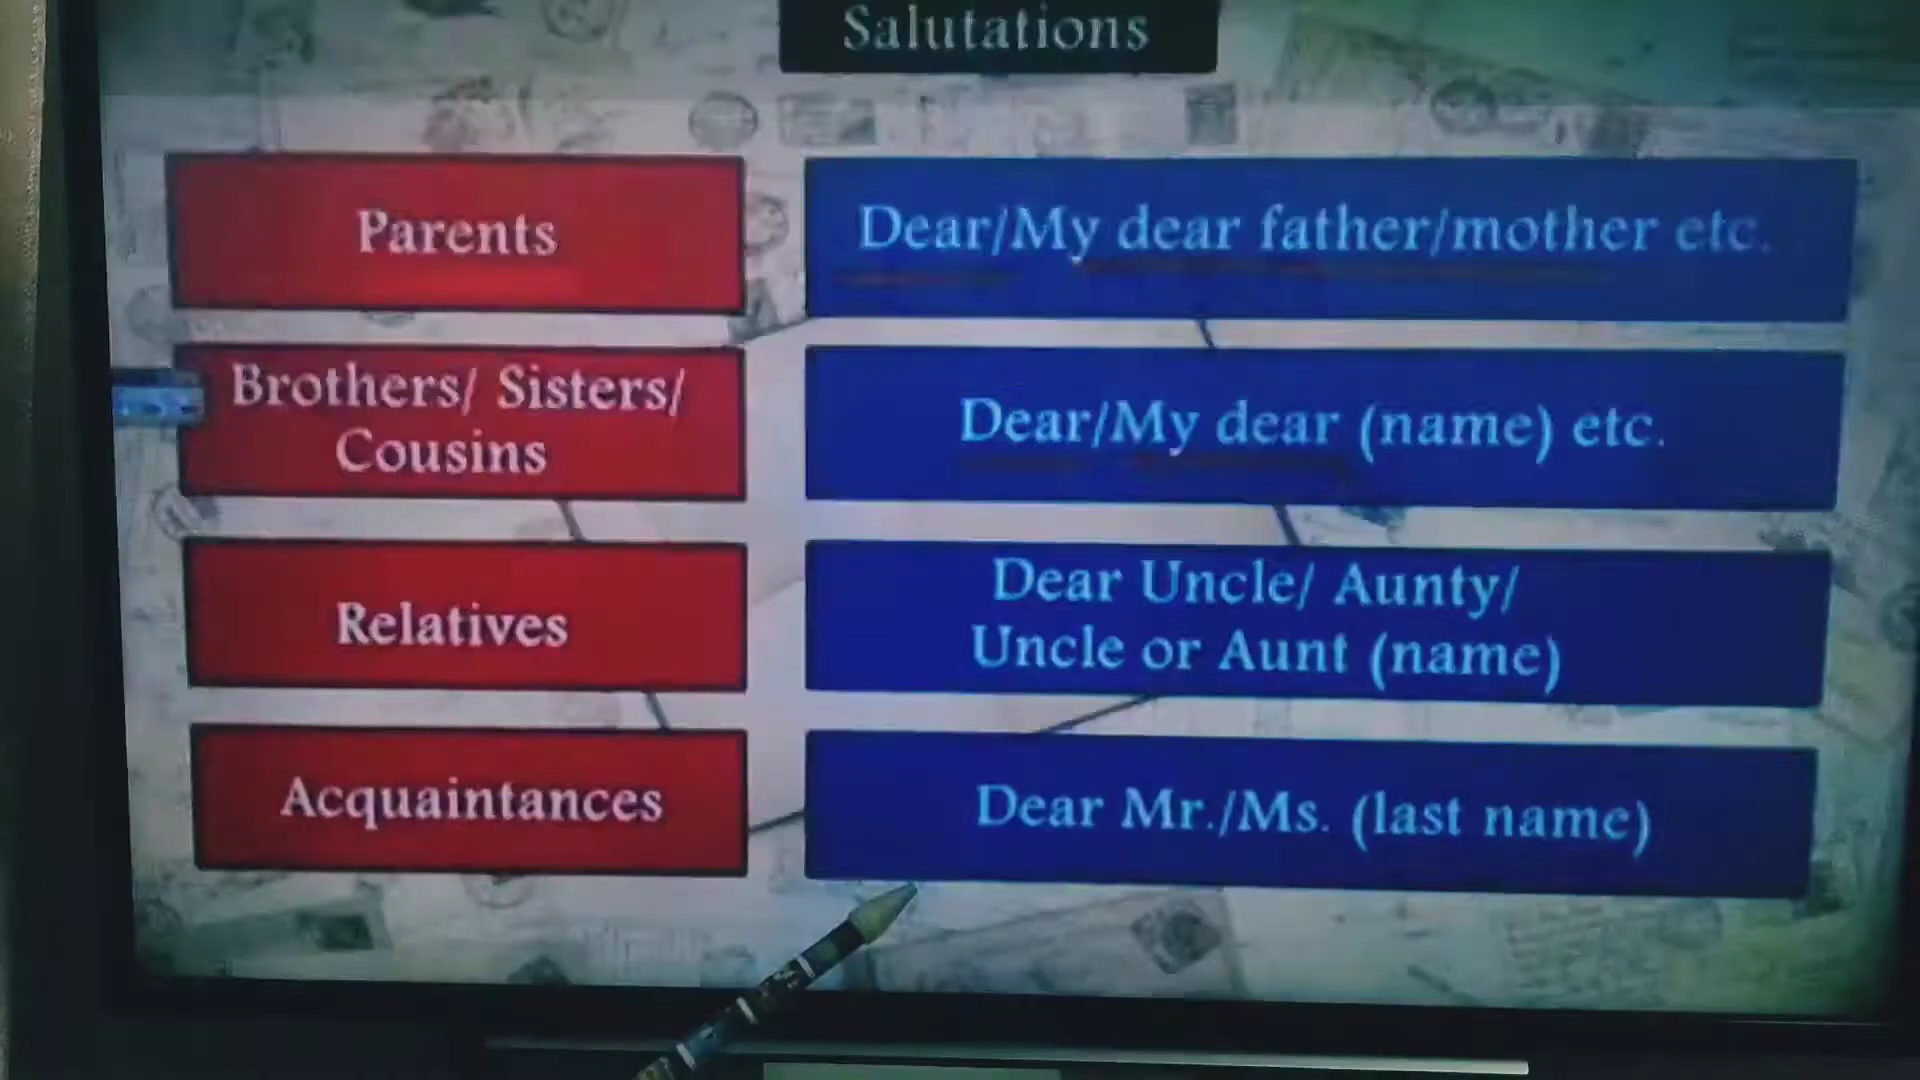 Salutations
Parents
Dear/My dear father/mother etc.
Brothers/ Sisters/
Cousins
Dear/My dear (name) etc.
Relatives
Dear Uncle/ Aunty/
Uncle or Aunt (name)
Acquaintances
Dear Mr./Ms. (last name)